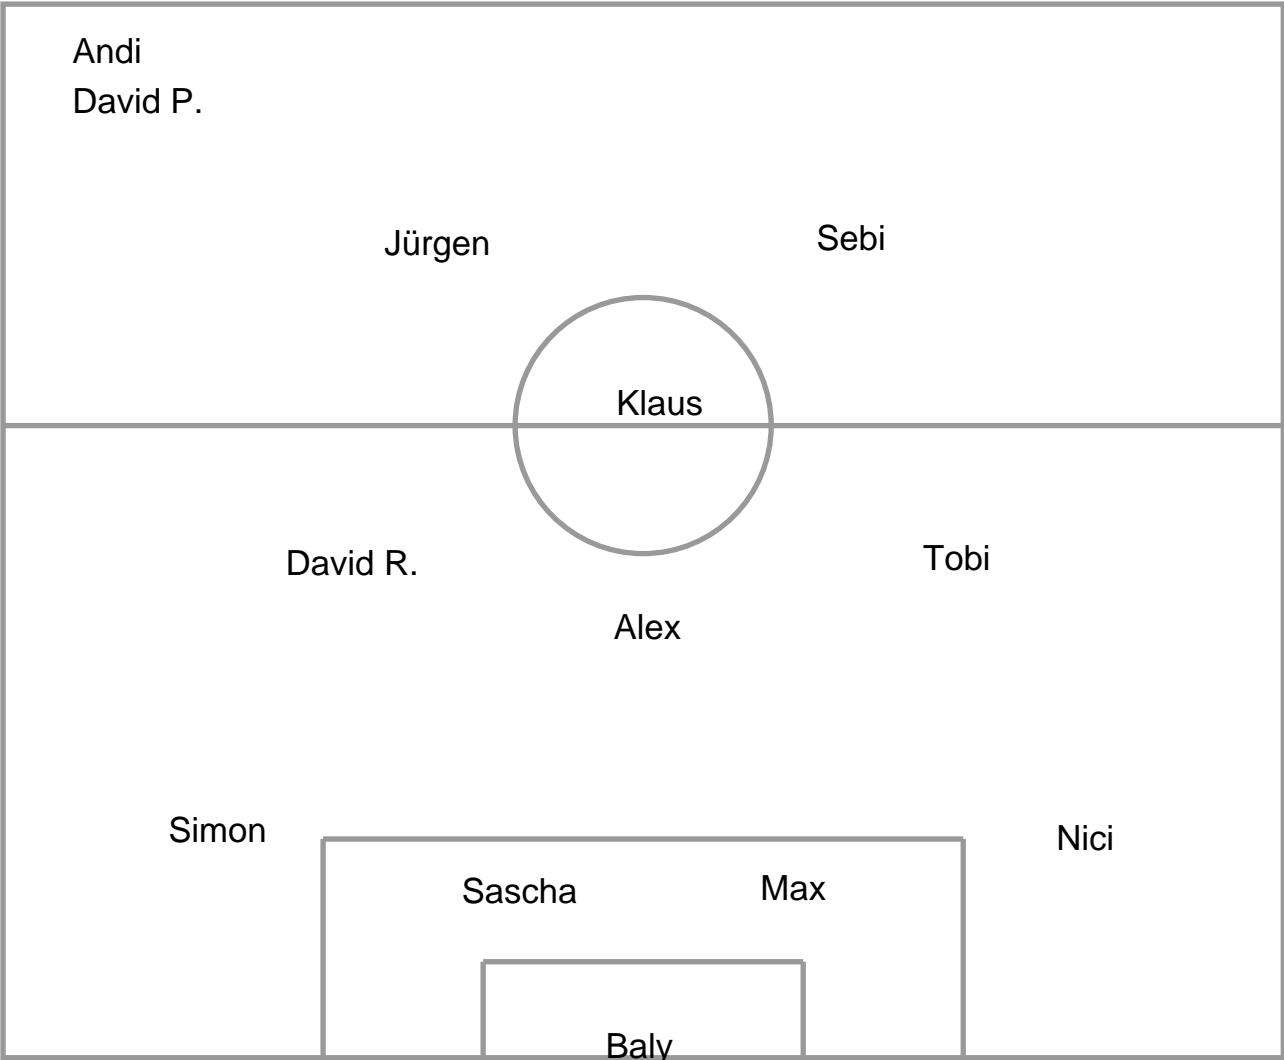 Andi
David P.
Jürgen Sebi
Klaus
David R. Tobi
Alex
Simon Nici
Sascha Max
Baly